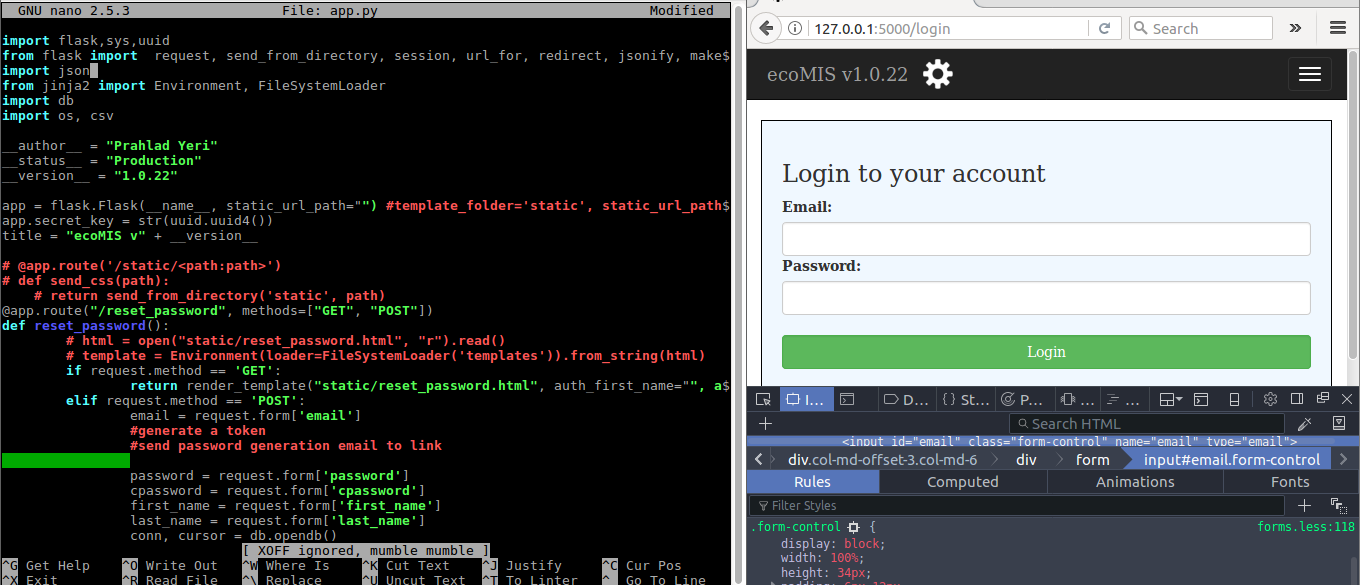 GNU nano 2.5.3 File: app.py Modified
import flask,sys,uuid
from flask import request, send_from_directory, session, url_for, redirect, jsonify, make$
import json
from jinja2 import Environment, FileSystemLoader
import db
import os, csv
__author__ = "Prahlad Yeri"
__status__ = "Production"
__version__ = "1.0.22"
app = flask.Flask(__name__, static_url_path="") #template_folder='static', static_url_path$
app.secret_key = str(uuid.uuid4())
title = "ecoMIS v" + __version__
# @app.route('/static/<path:path>')
# def send_css(path):
# return send_from_directory('static', path)
@app.route("/reset_password", methods=["GET", "POST"])
def reset_password():
# html = open("static/reset_password.html", "r").read()
# template = Environment(loader=FileSystemLoader('templates')).from_string(html)
if request.method == 'GET':
return render_template("static/reset_password.html", auth_first_name="", a$
elif request.method == 'POST':
email = request.form['email']
#generate a token
#send password generation email to link
password = request.form['password']
cpassword = request.form['cpassword']
first_name = request.form['first_name']
last_name = request.form['last_name']
conn, cursor = db.opendb()
[ XOFF ignored, mumble mumble ]
^G Get Help ^O Write Out ^W Where Is ^K Cut Text ^J Justify ^C Cur Pos
^X Exit ^R Read File ^\ Replace ^U Uncut Text ^T To Linter ^_ Go To Line
127.0.0.1:5000/login
Search
ecoMIS v1.0.22
Login to your account
Email:
Password:
Login
I... D... { } St... P... ... ...
Search HTML
<input id="email" class="form-control" name="email" type="email">
div.col-md-offset-3.col-md-6 div form input#email.form-control
Rules Computed Animations Fonts
Filter Styles
.form-control { forms.less:118
display: block;
width: 100%;
height: 34px;
padding: 6px 12px